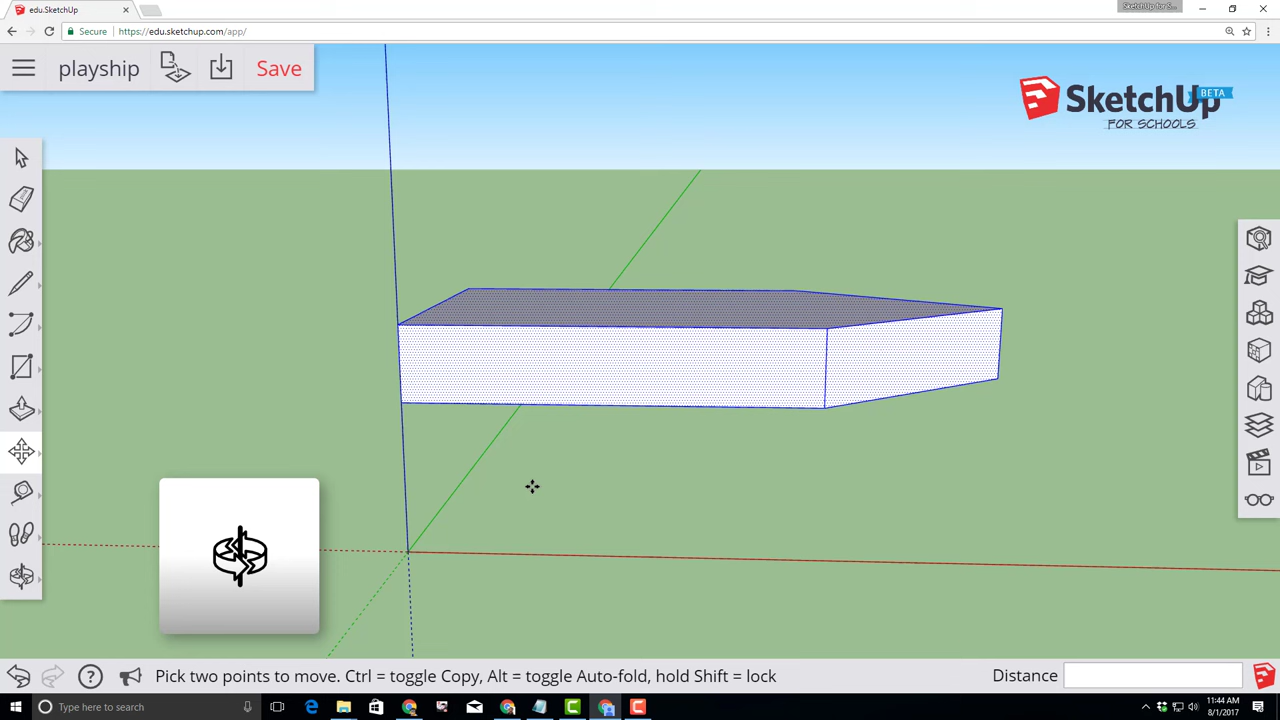 edu.SketchUp
SketchUp for S...
Secure
https://edu.sketchup.com/app/
playship
Save
SketchUp
BETA
FOR SCHOOLS
Pick two points to move. Ctrl = toggle Copy, Alt = toggle Auto-fold, hold Shift = lock
Distance
Type here to search
11:44 AM
8/1/2017